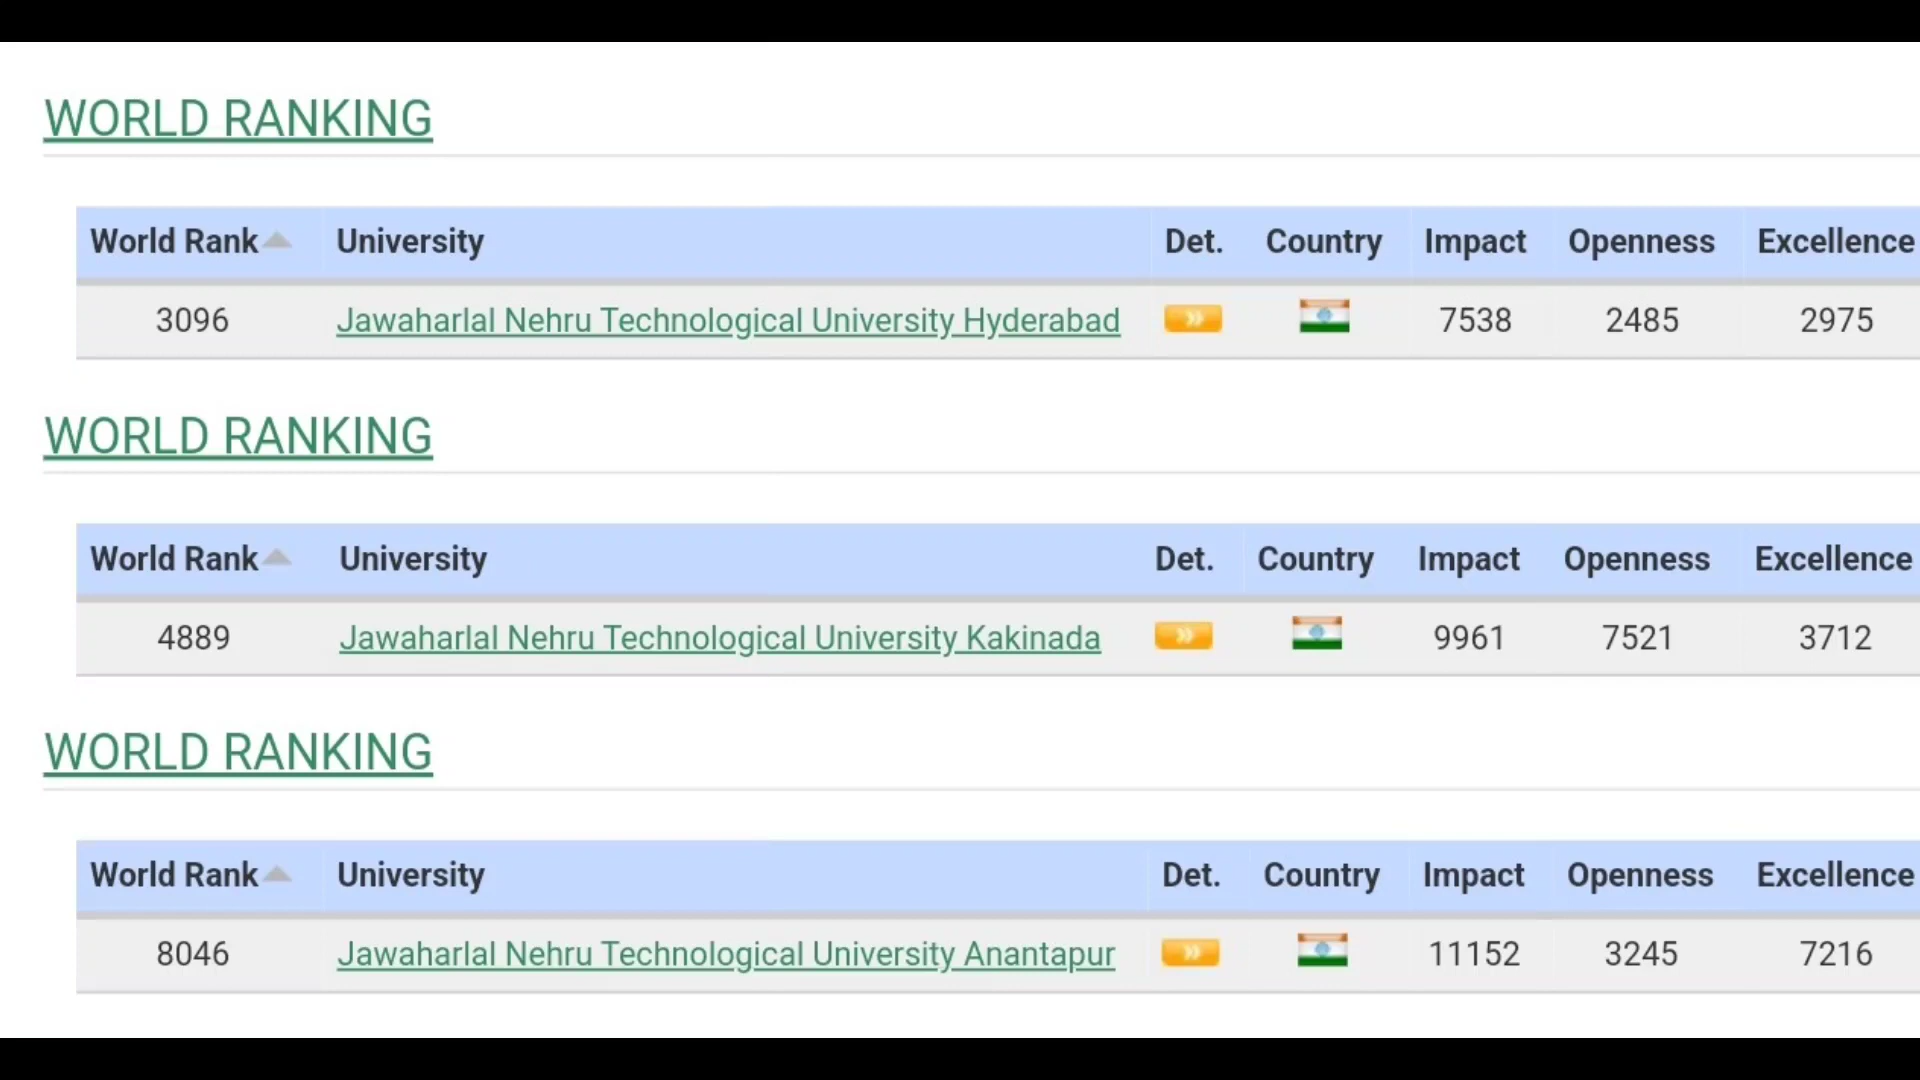 WORLD RANKING
World Rank University Det. Country Impact Openness Excellence
3096 Jawaharlal Nehru Technological University Hyderabad 7538 2485 2975
WORLD RANKING
World Rank University Det. Country Impact Openness Excellence
4889 Jawaharlal Nehru Technological University Kakinada 9961 7521 3712
WORLD RANKING
World Rank University Det. Country Impact Openness Excellence
8046 Jawaharlal Nehru Technological University Anantapur 11152 3245 7216